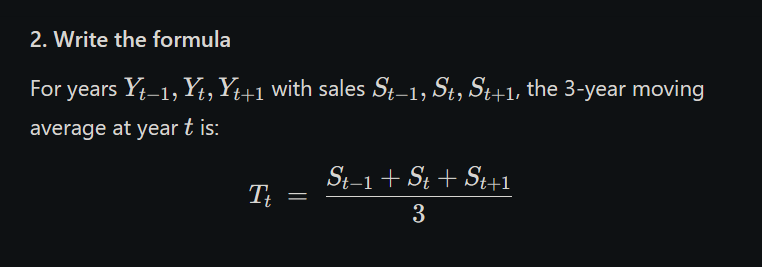 2. Write the formula
For years $Y_{t-1}, Y_t, Y_{t+1}$ with sales $S_{t-1}, S_t, S_{t+1}$, the 3-year moving
average at year $t$ is:
$T_t = \frac{S_{t-1} + S_t + S_{t+1}}{3}$